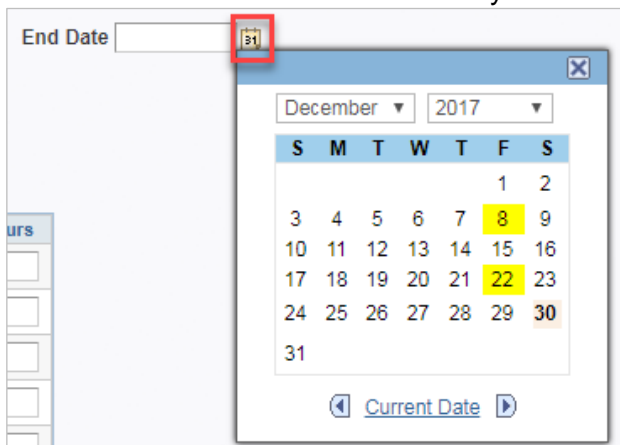 End Date 31
December 2017
S M T W T F S
1 2
3 4 5 6 7 8 9
10 11 12 13 14 15 16
urs
17 18 19 20 21 22 23
24 25 26 27 28 29 30
31
Current Date